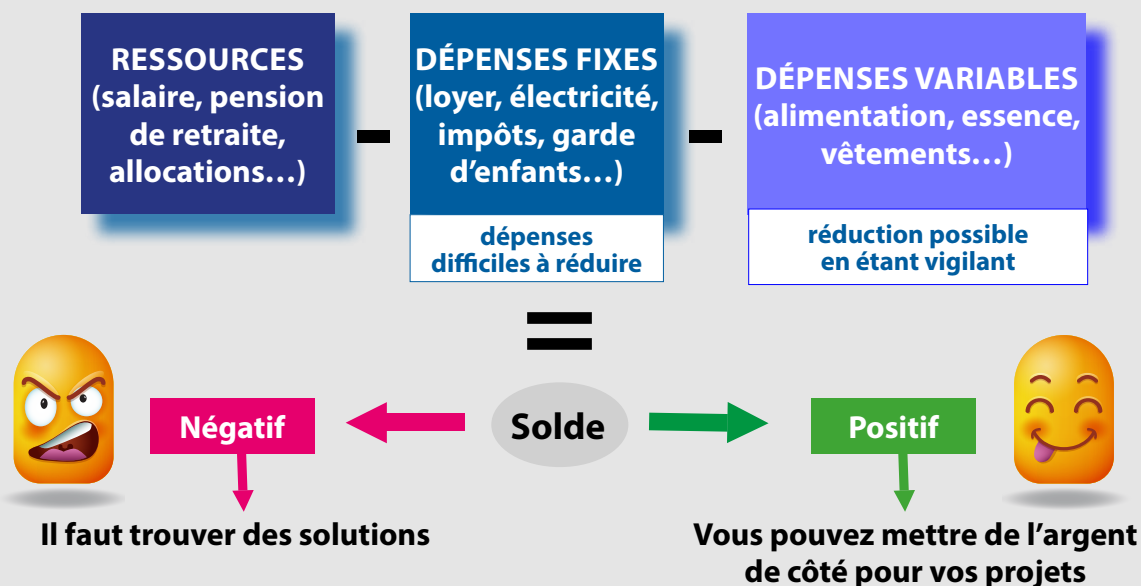 RESSOURCES
(salaire, pension
de retraite,
allocations…)
-
DÉPENSES FIXES
(loyer, électricité,
impôts, garde
d’enfants…)
dépenses
difficiles à réduire
-
DÉPENSES VARIABLES
(alimentation, essence,
vêtements…)
réduction possible
en étant vigilant
=
Négatif
Solde
Positif
Il faut trouver des solutions
Vous pouvez mettre de l’argent
de côté pour vos projets